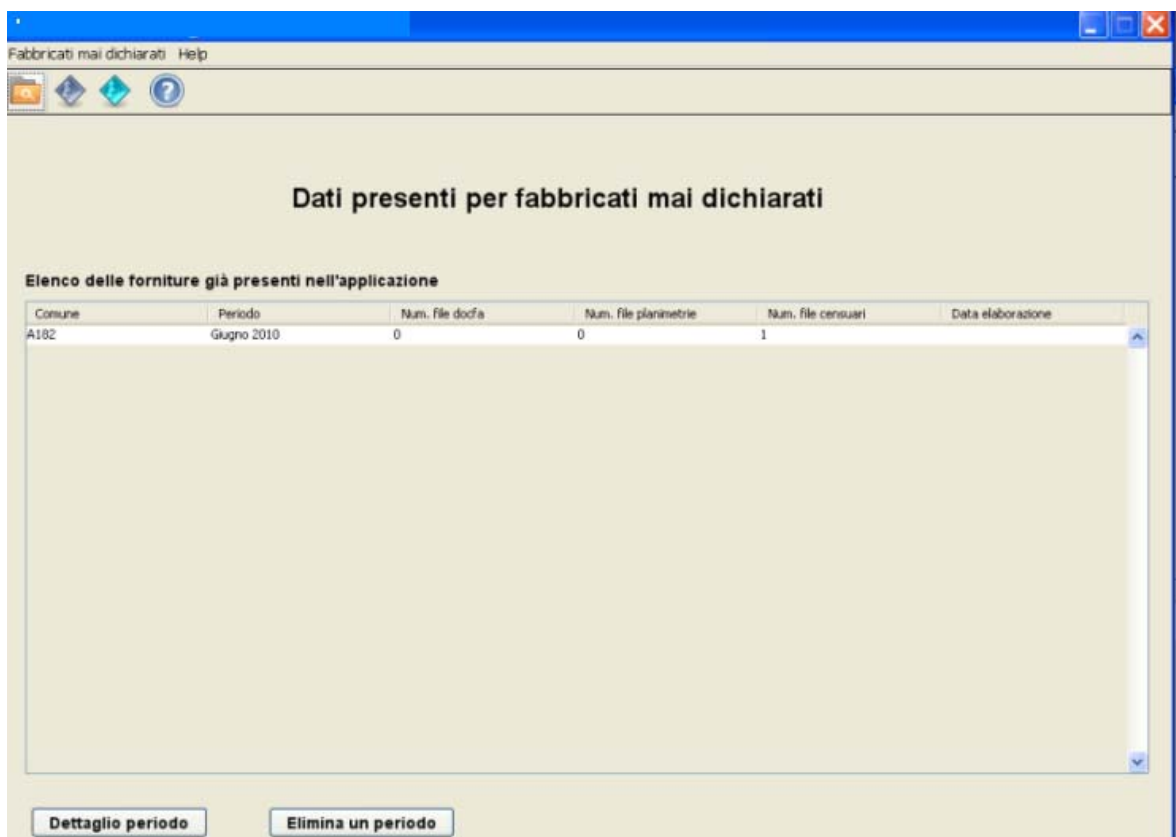 Fabbricati mai dichiarati Help
Dati presenti per fabbricati mai dichiarati
Elenco delle forniture già presenti nell'applicazione
Comune Periodo Num. file docfa Num. file planimetrie Num. file censuari Data elaborazione
A182 Giugno 2010 0 0 1
Dettaglio periodo Elimina un periodo